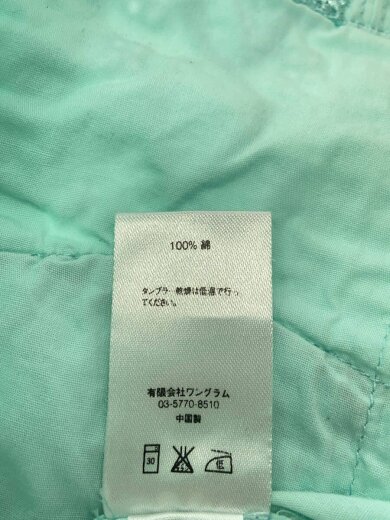 100% 綿
タンブラー乾燥は低温で行っ
てください。
有限会社ワングラム
03-5770-8510
中国製
30
低